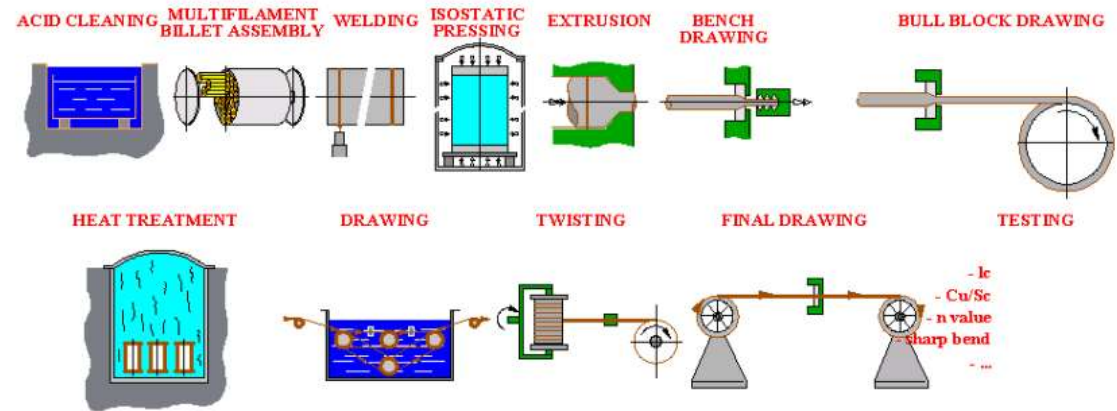 ACID CLEANING
MULTIFILAMENT
BILLET ASSEMBLY
WELDING
ISOSTATIC
PRESSING
EXTRUSION
BENCH
DRAWING
BULL BLOCK DRAWING
HEAT TREATMENT
DRAWING
TWISTING
FINAL DRAWING
TESTING
- Ic
- Cu/Sc
- n value
- sharp bend
- ...